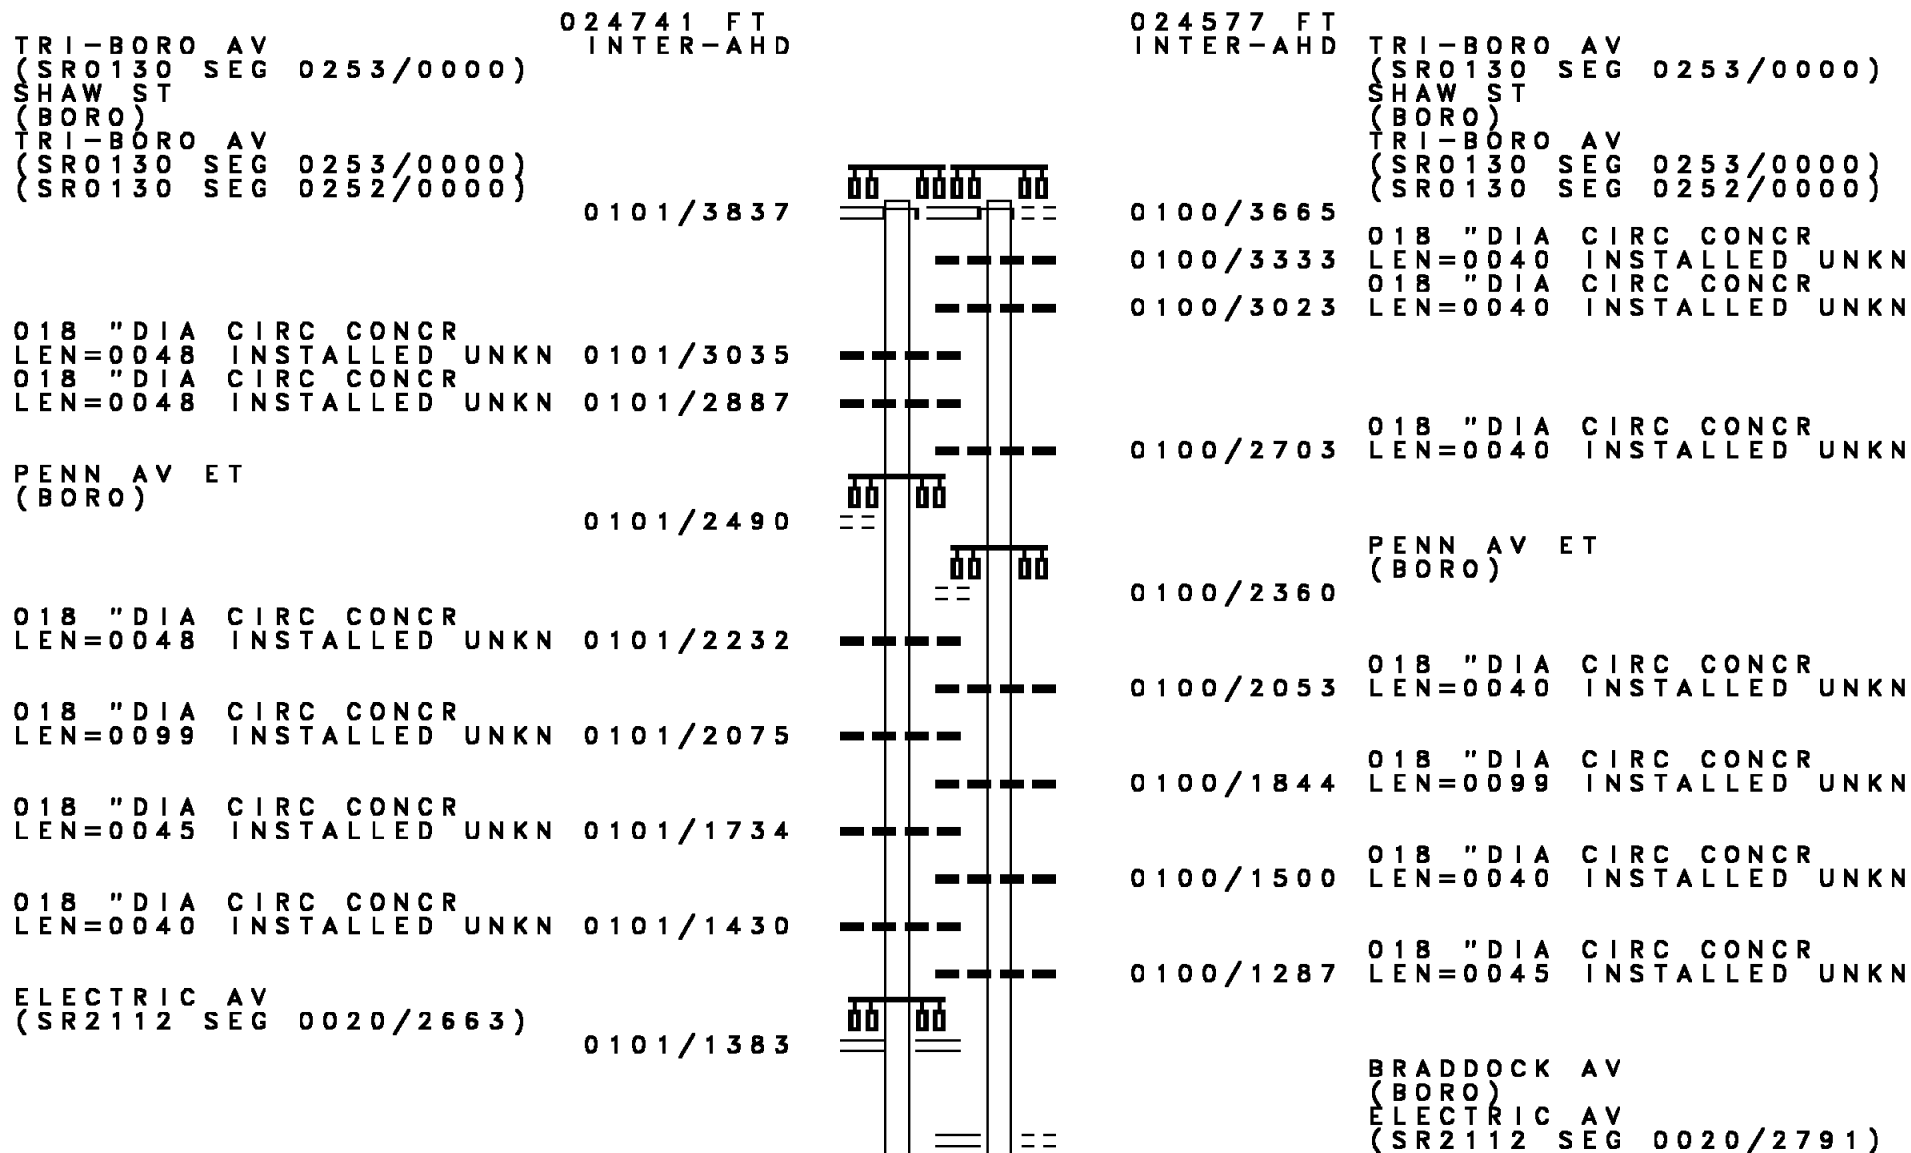 024741 FT
INTER-AHD
024577 FT
INTER-AHD
TRI-BORO AV
(SR0130 SEG 0253/0000)
SHAW ST
(BORO)
TRI-BORO AV
(SR0130 SEG 0253/0000)
(SR0130 SEG 0252/0000)
0101/3837
018 "DIA CIRC CONCR
LEN=0048 INSTALLED UNKN 0101/3035
018 "DIA CIRC CONCR
LEN=0048 INSTALLED UNKN 0101/2887
PENN AV ET
(BORO)
0101/2490
018 "DIA CIRC CONCR
LEN=0048 INSTALLED UNKN 0101/2232
018 "DIA CIRC CONCR
LEN=0099 INSTALLED UNKN 0101/2075
018 "DIA CIRC CONCR
LEN=0045 INSTALLED UNKN 0101/1734
018 "DIA CIRC CONCR
LEN=0040 INSTALLED UNKN 0101/1430
ELECTRIC AV
(SR2112 SEG 0020/2663)
0101/1383
TRI-BORO AV
(SR0130 SEG 0253/0000)
SHAW ST
(BORO)
TRI-BORO AV
(SR0130 SEG 0253/0000)
(SR0130 SEG 0252/0000)
0100/3665
018 "DIA CIRC CONCR
0100/3333 LEN=0040 INSTALLED UNKN
018 "DIA CIRC CONCR
0100/3023 LEN=0040 INSTALLED UNKN
018 "DIA CIRC CONCR
0100/2703 LEN=0040 INSTALLED UNKN
PENN AV ET
(BORO)
0100/2360
018 "DIA CIRC CONCR
0100/2053 LEN=0040 INSTALLED UNKN
018 "DIA CIRC CONCR
0100/1844 LEN=0099 INSTALLED UNKN
018 "DIA CIRC CONCR
0100/1500 LEN=0040 INSTALLED UNKN
018 "DIA CIRC CONCR
0100/1287 LEN=0045 INSTALLED UNKN
BRADDOCK AV
(BORO)
ELECTRIC AV
(SR2112 SEG 0020/2791)